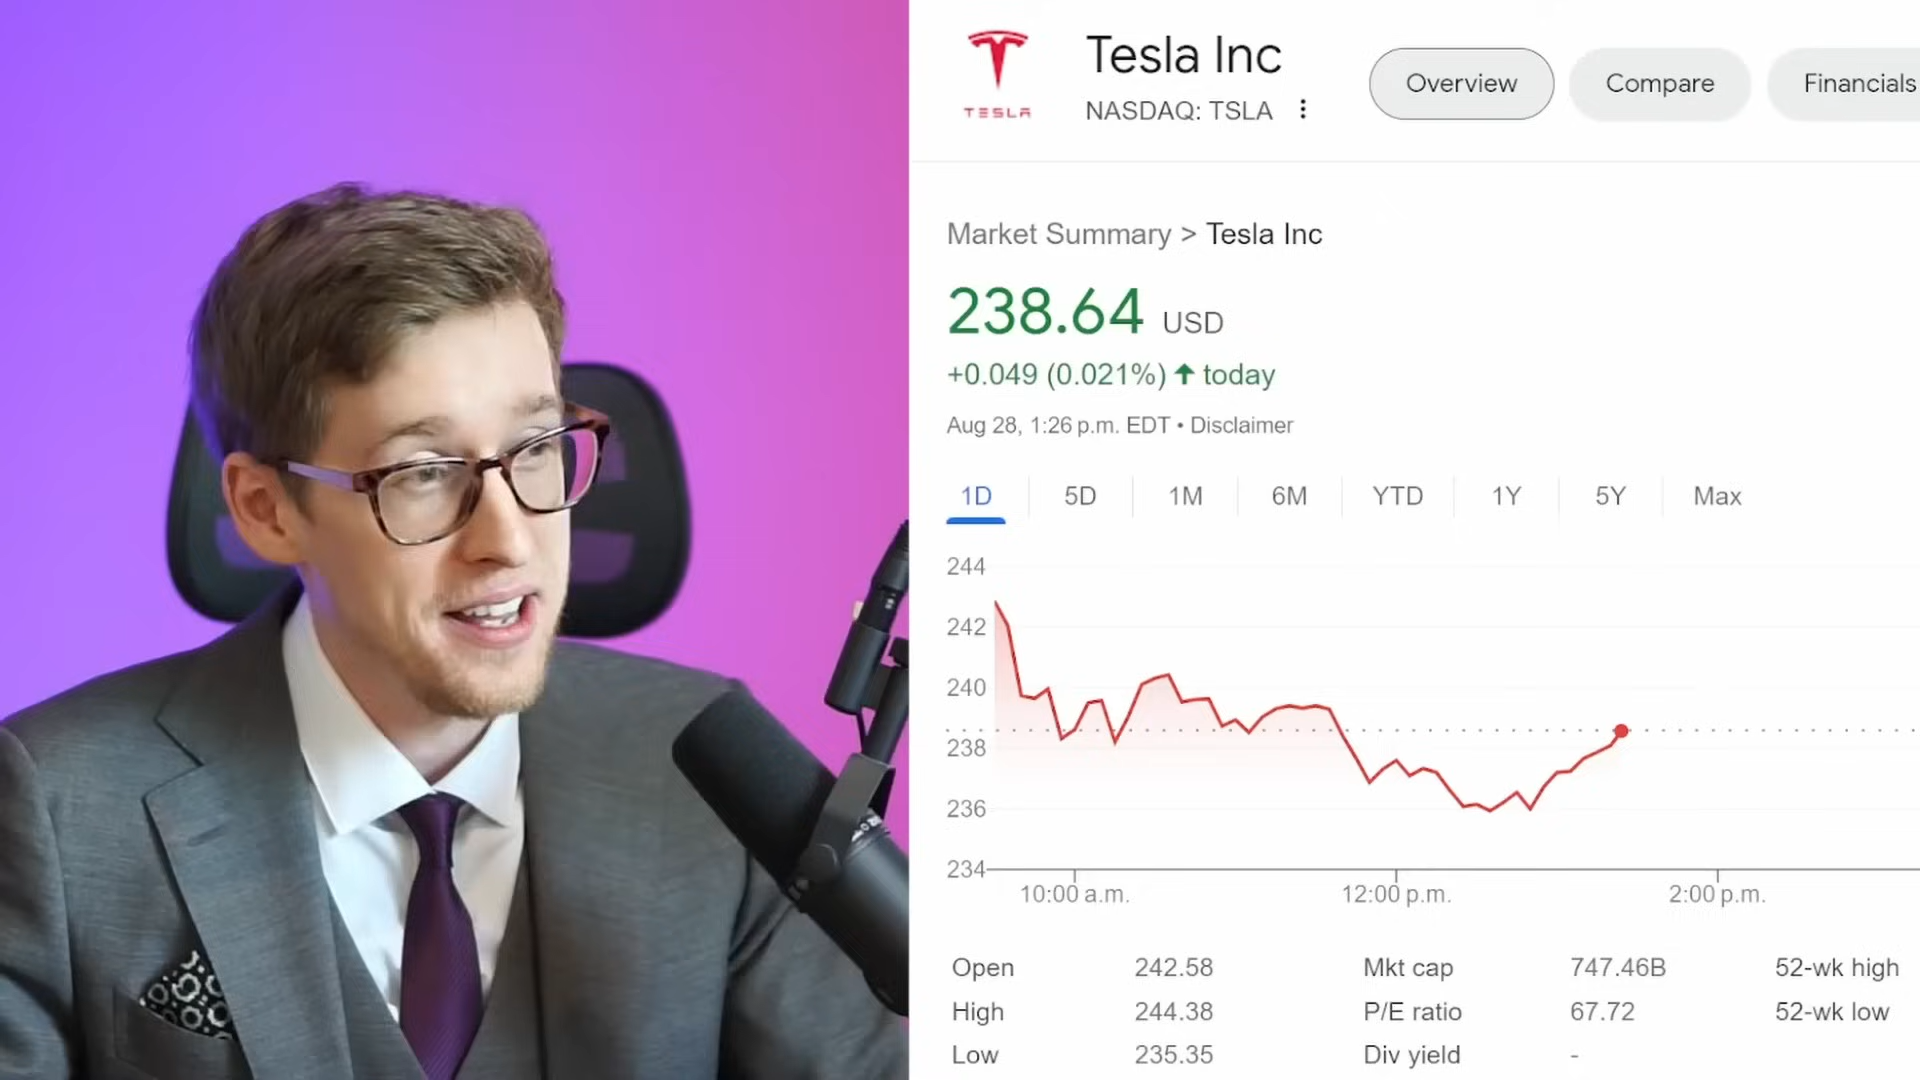 TESLA
Tesla Inc
NASDAQ: TSLA
Overview
Compare
Financials
Market Summary > Tesla Inc
238.64 USD
+0.049 (0.021%) ↑ today
Aug 28, 1:26 p.m. EDT • Disclaimer
1D 5D 1M 6M YTD 1Y 5Y Max
244
242
240
238
236
234
10:00 a.m. 12:00 p.m. 2:00 p.m.
Open 242.58 Mkt cap 747.46B 52-wk high
High 244.38 P/E ratio 67.72 52-wk low
Low 235.35 Div yield -